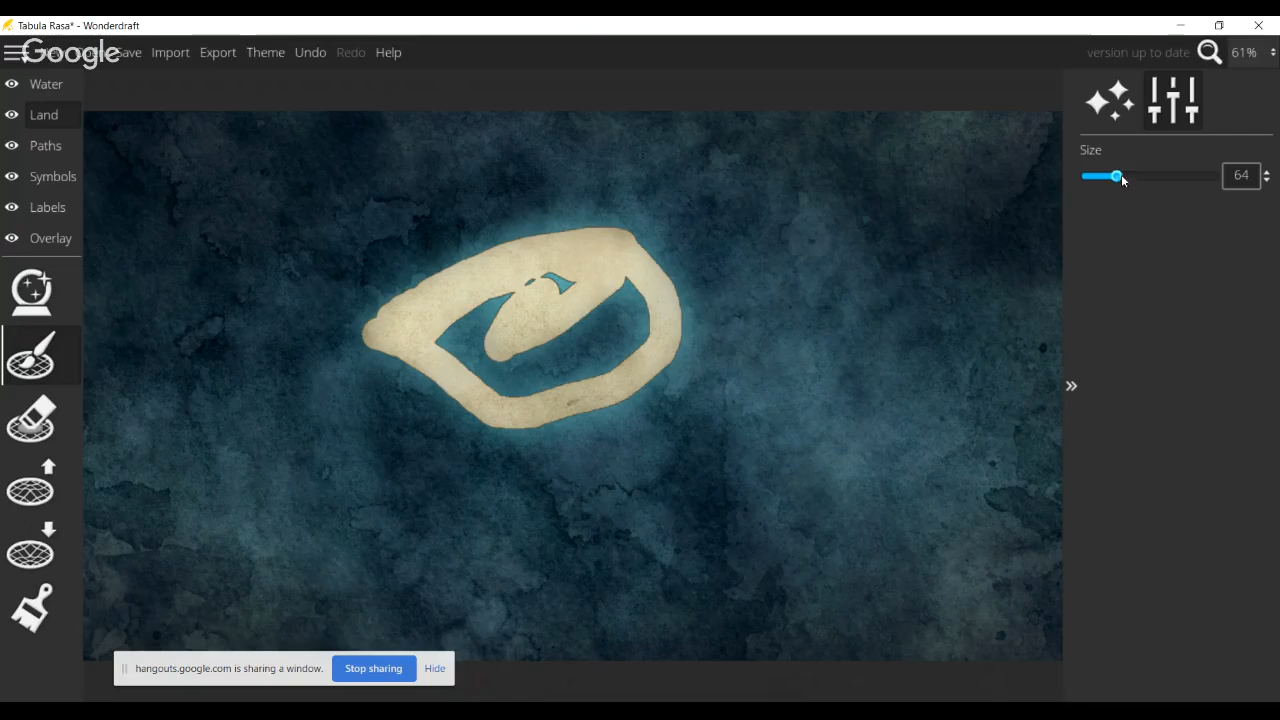 Tabula Rasa* - Wonderdraft
Google
Save Import Export Theme Undo Redo Help
version up to date 61%
Water
Land
Paths
Symbols
Labels
Overlay
Size
64
hangouts.google.com is sharing a window. Stop sharing Hide